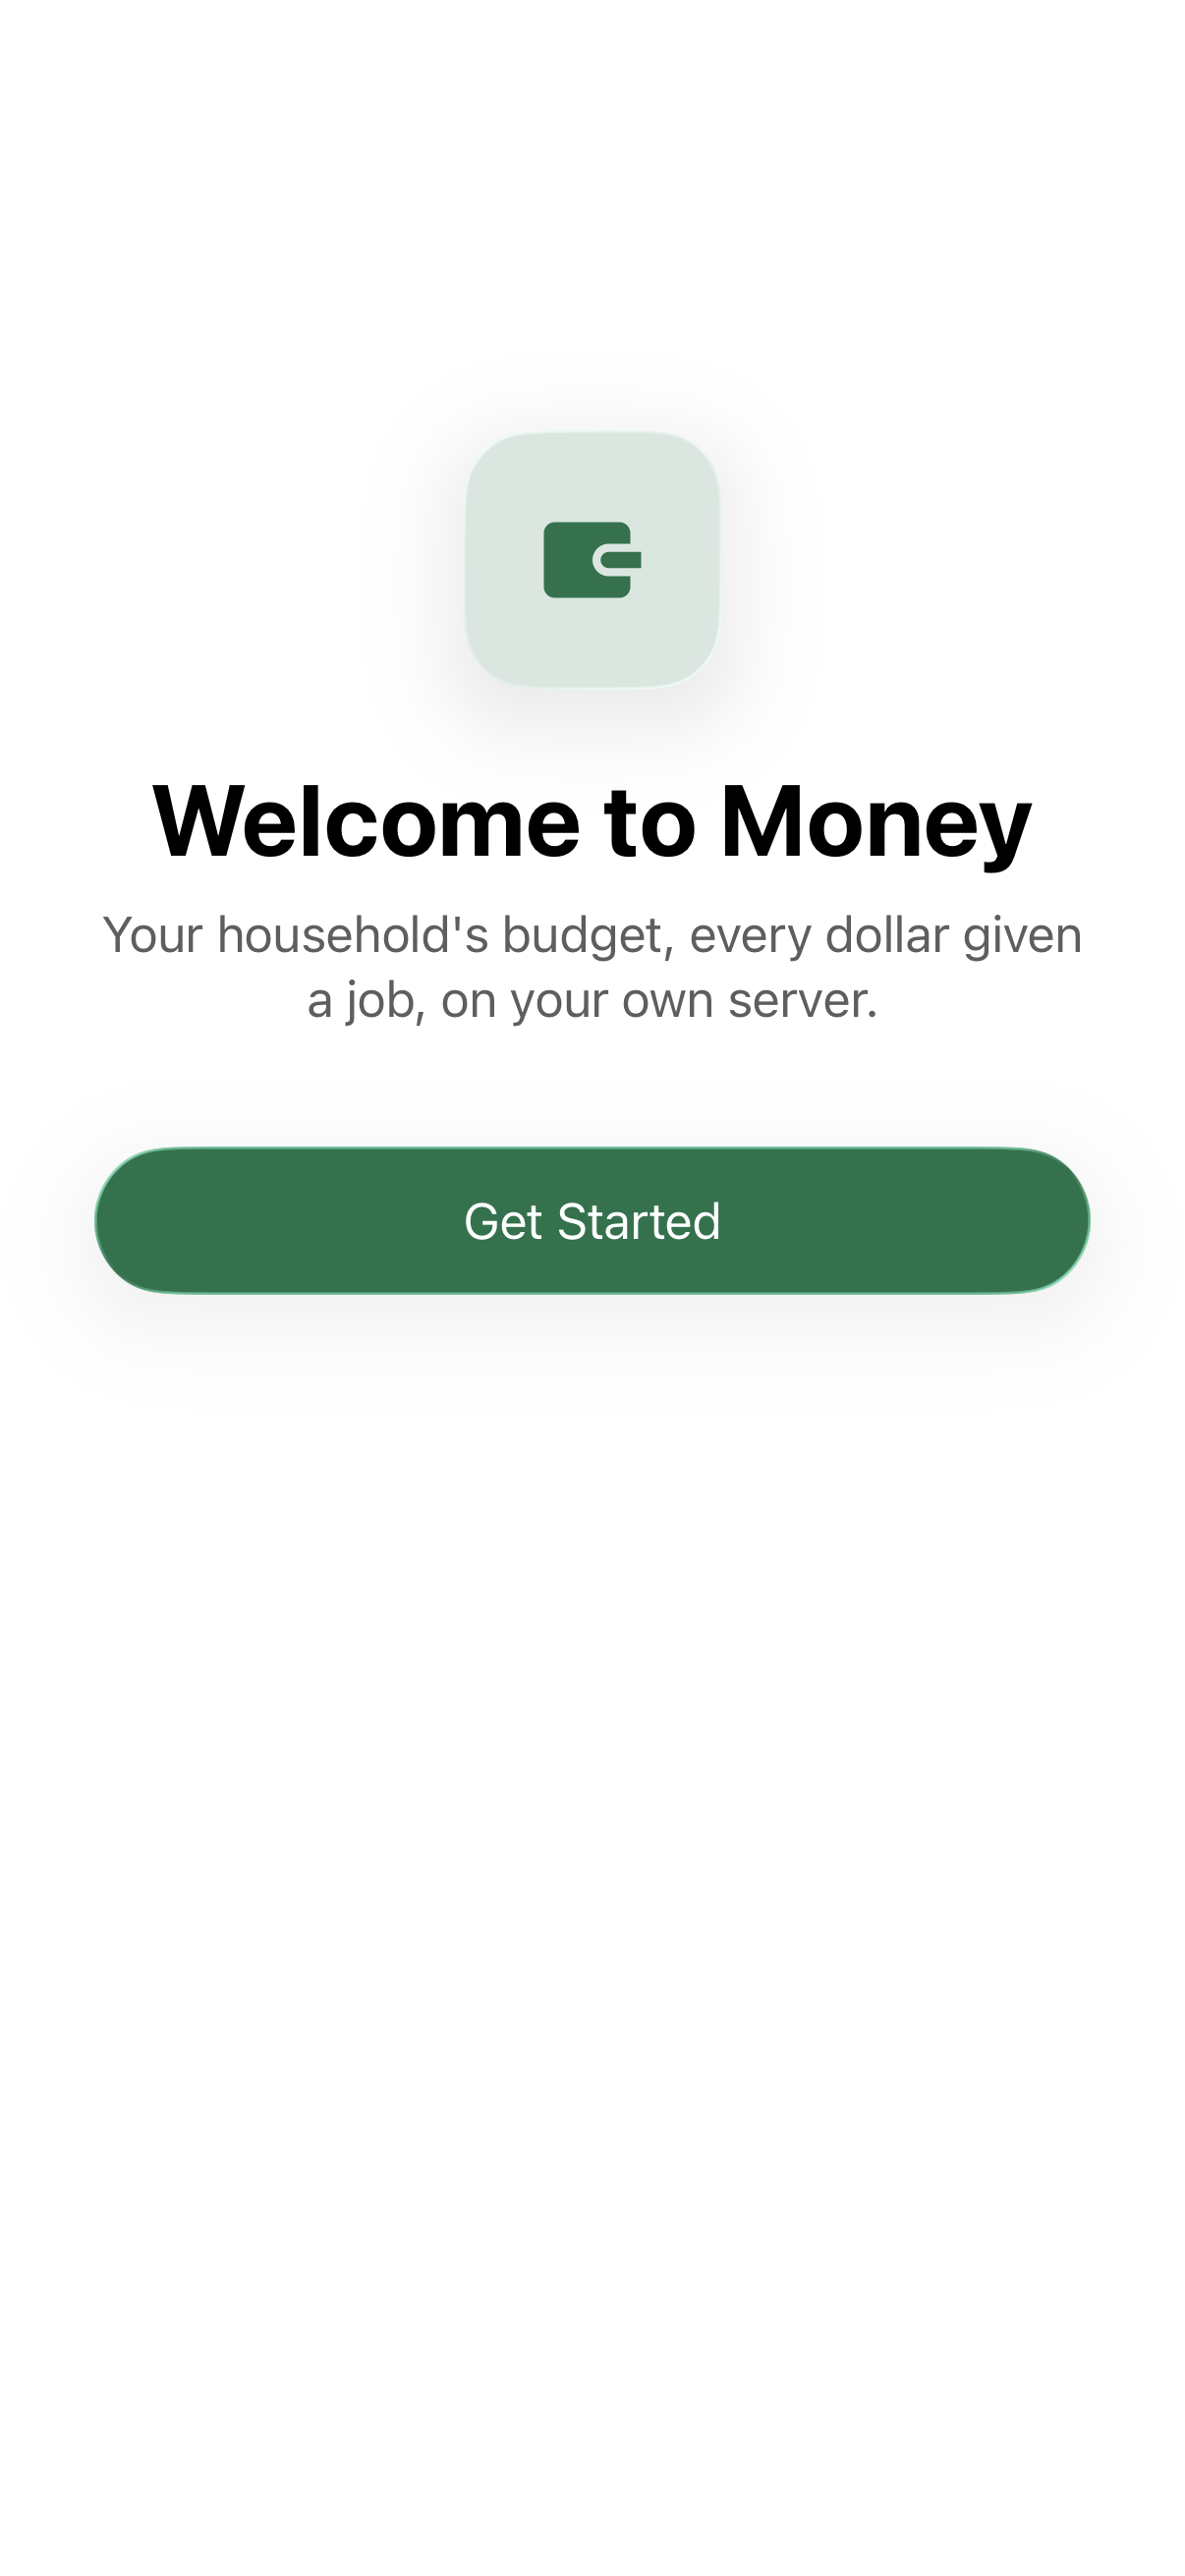 Welcome to Money
Your household's budget, every dollar given
a job, on your own server.
Get Started